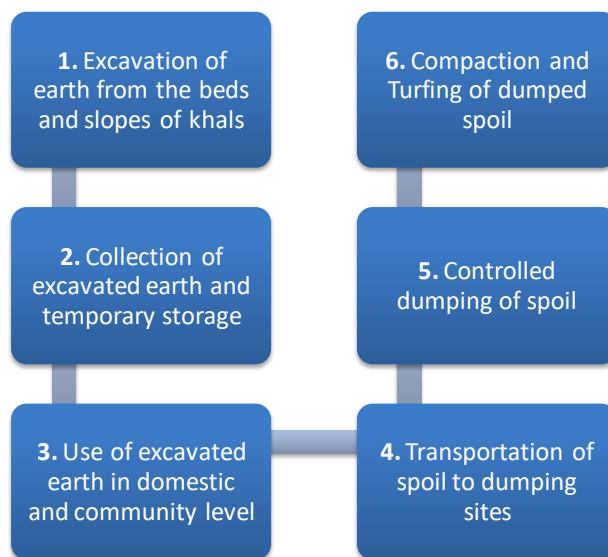 1. Excavation of
earth from the beds
and slopes of khals
2. Collection of
excavated earth and
temporary storage
3. Use of excavated
earth in domestic
and community level
4. Transportation of
spoil to dumping
sites
5. Controlled
dumping of spoil
6. Compaction and
Turfing of dumped
spoil